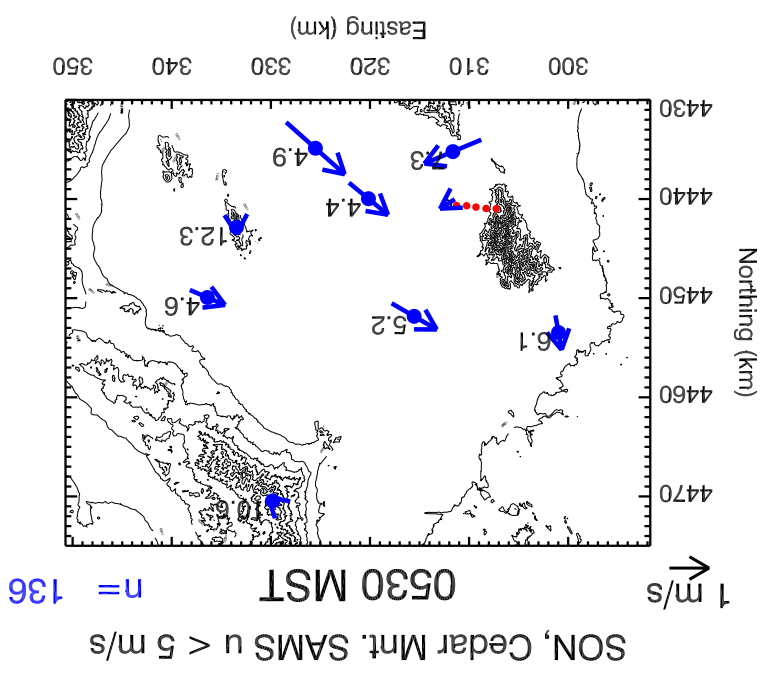 SON, Cedar Mnt. SAMS u < 5 m/s
1 m/s
0530 MST
n= 136
4470
10.6
4460
Northing (km)
6.1
5.2
4450
4.6
12.3
4.4
4440
7.3
4.9
4430
300 310 320 330 340 350
Easting (km)